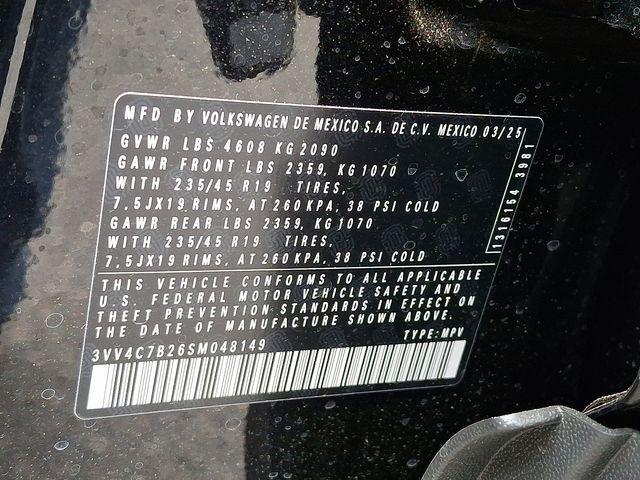 MFD BY VOLKSWAGEN DE MEXICO S.A. DE C.V. MEXICO 03/25
GVWR LBS 4608 KG 2090
GAWR FRONT LBS 2359, KG 1070
WITH 235/45 R19 TIRES,
7,5JX19 RIMS, AT 260 KPA, 38 PSI COLD
GAWR REAR LBS 2359, KG 1070
WITH 235/45 R19 TIRES,
7,5JX19 RIMS, AT 260 KPA, 38 PSI COLD
1310154 3981
THIS VEHICLE CONFORMS TO ALL APPLICABLE
U.S. FEDERAL MOTOR VEHICLE SAFETY AND
THEFT PREVENTION STANDARDS IN EFFECT ON
THE DATE OF MANUFACTURE SHOWN ABOVE.
3VV4C7B26SM048149 TYPE: MPV